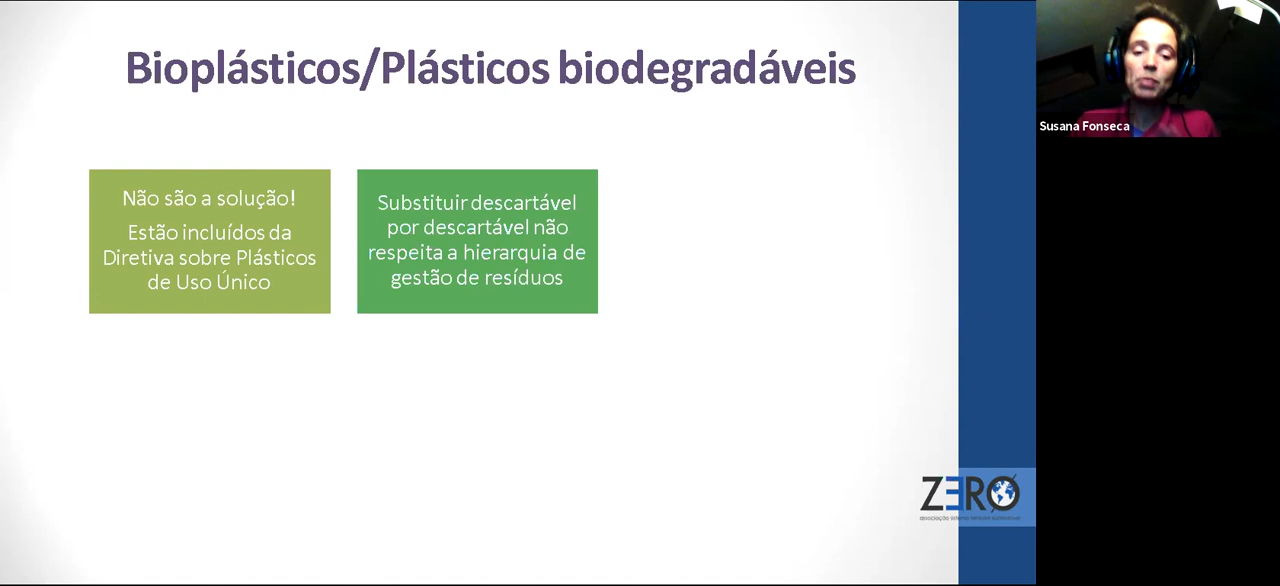 Bioplásticos/Plásticos biodegradáveis
Não são a solução!
Estão incluídos da
Diretiva sobre Plásticos
de Uso Único
Substituir descartável
por descartável não
respeita a hierarquia de
gestão de resíduos
Susana Fonseca
ZERO